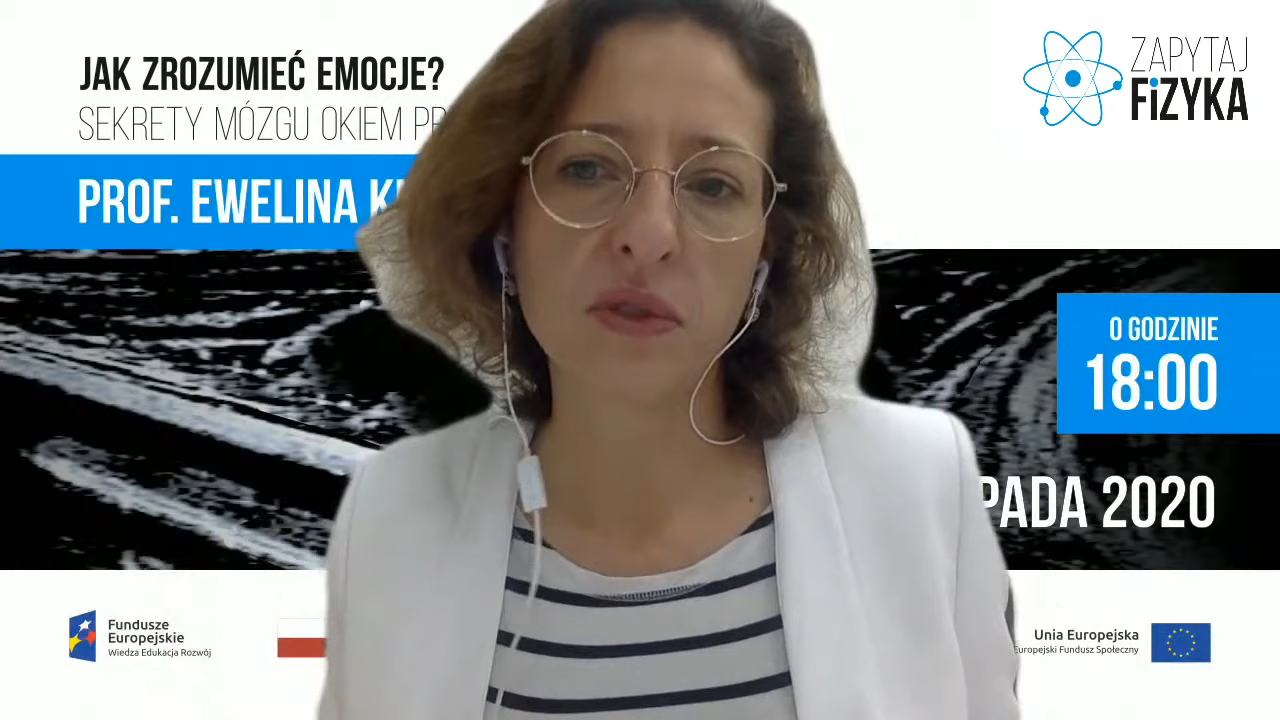 JAK ZROZUMIEĆ EMOCJE?
SEKRETY MÓZGU OKIEM
PROF. EWELINA
ZAPYTAJ
FiZYKA
O GODZINIE
18:00
PADA 2020
Fundusze
Europejskie
Wiedza Edukacja Rozwój
Unia Europejska
Europejski Fundusz Społeczny